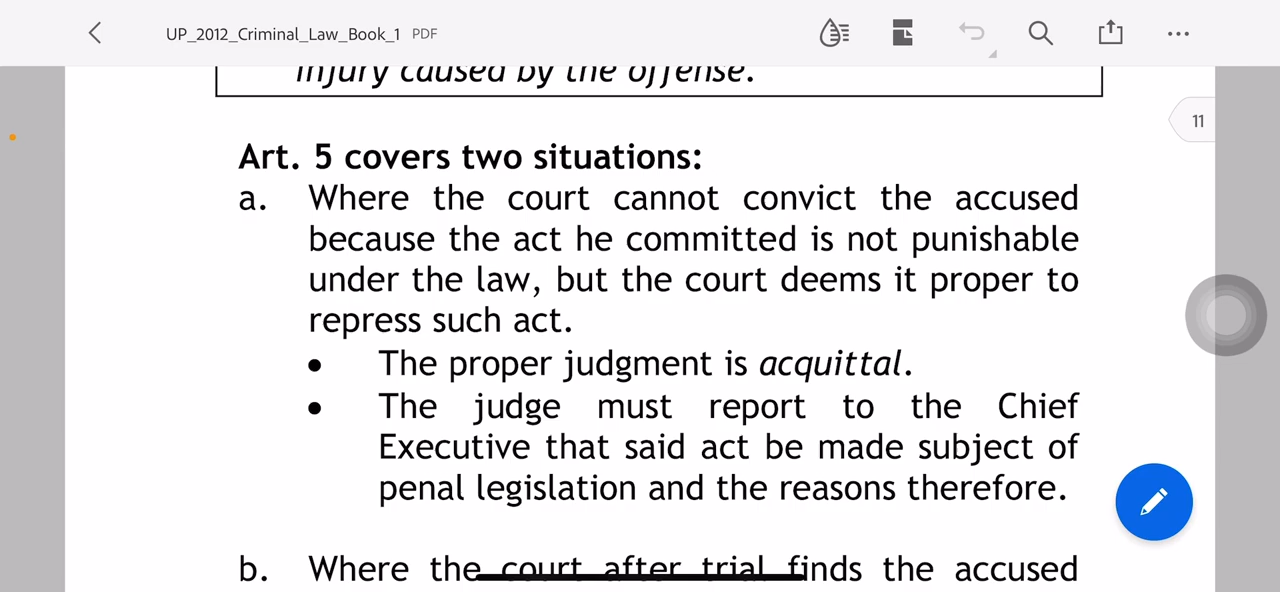 UP_2012_Criminal_Law_Book_1 PDF
injury caused by the offense.
11
Art. 5 covers two situations:
a. Where the court cannot convict the accused
because the act he committed is not punishable
under the law, but the court deems it proper to
repress such act.
• The proper judgment is acquittal.
• The judge must report to the Chief
Executive that said act be made subject of
penal legislation and the reasons therefore.
b. Where the court after trial finds the accused